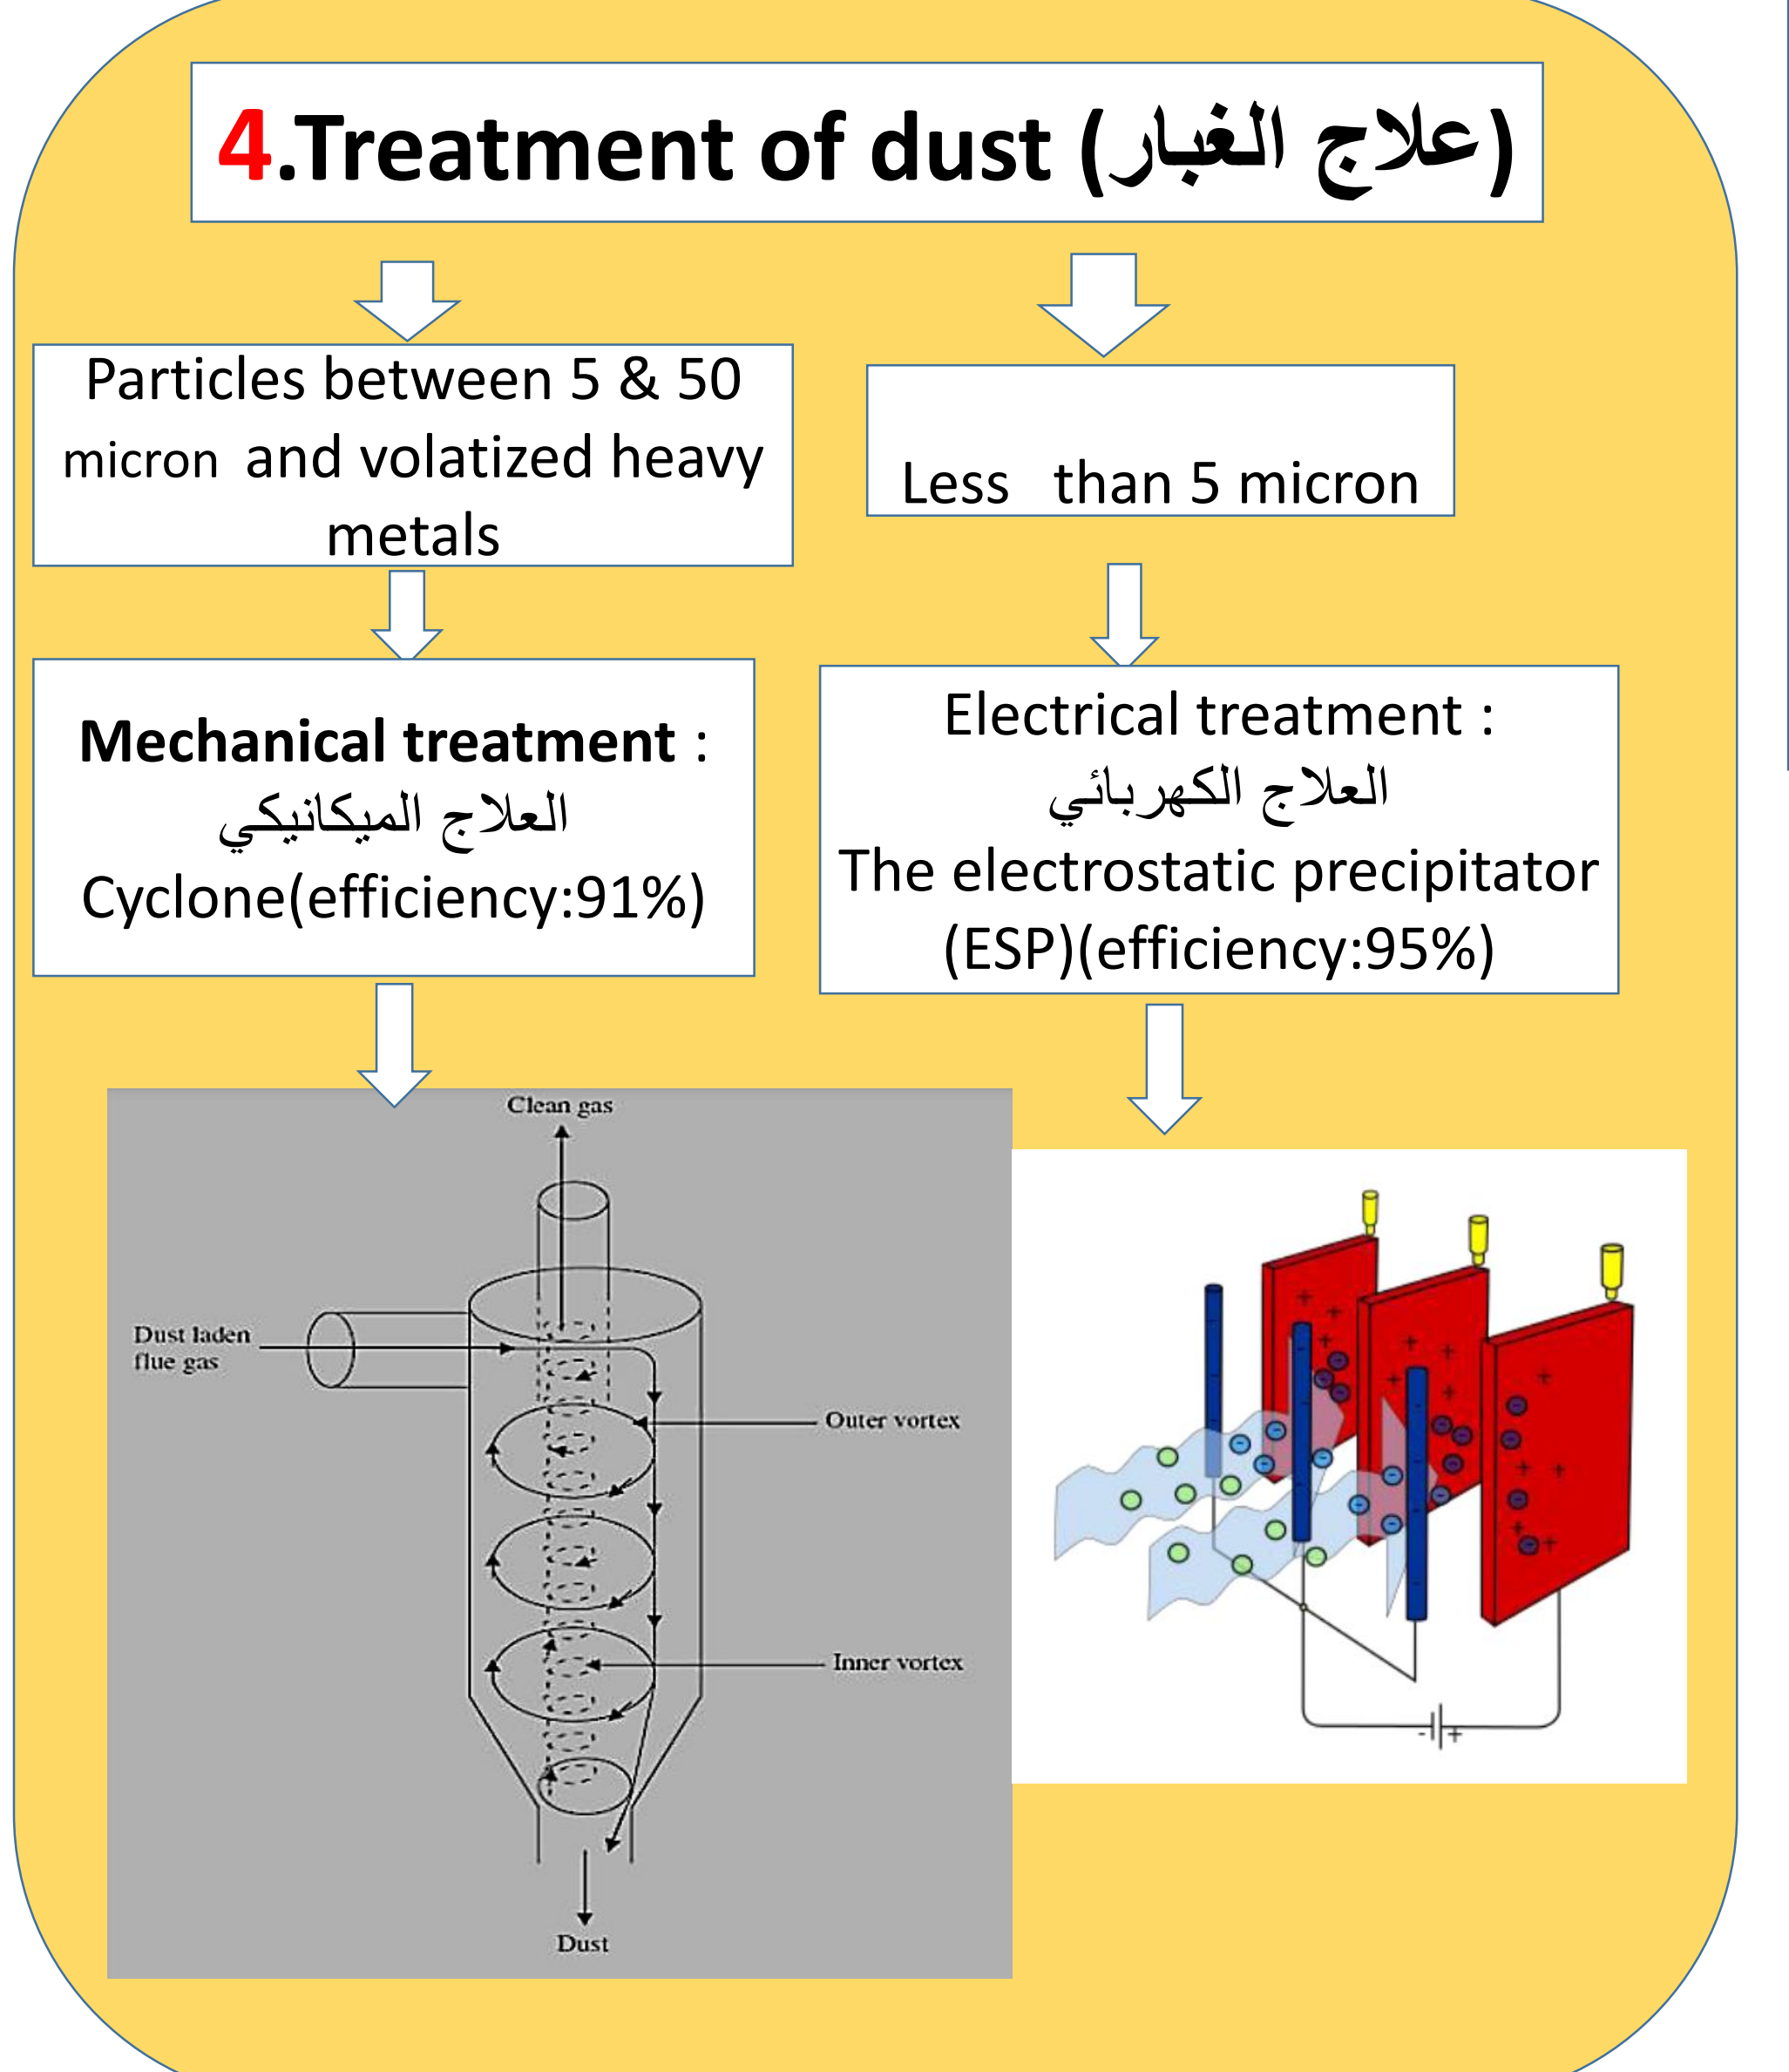 4.Treatment of dust (علاج الغبار)
Particles between 5 & 50
micron and volatized heavy
metals
Less than 5 micron
Mechanical treatment :
العلاج الميكانيكي
Cyclone(efficiency:91%)
Electrical treatment :
العلاج الكهربائي
The electrostatic precipitator
(ESP)(efficiency:95%)
Clean gas
Dust laden
flue gas
Outer vortex
Inner vortex
Dust